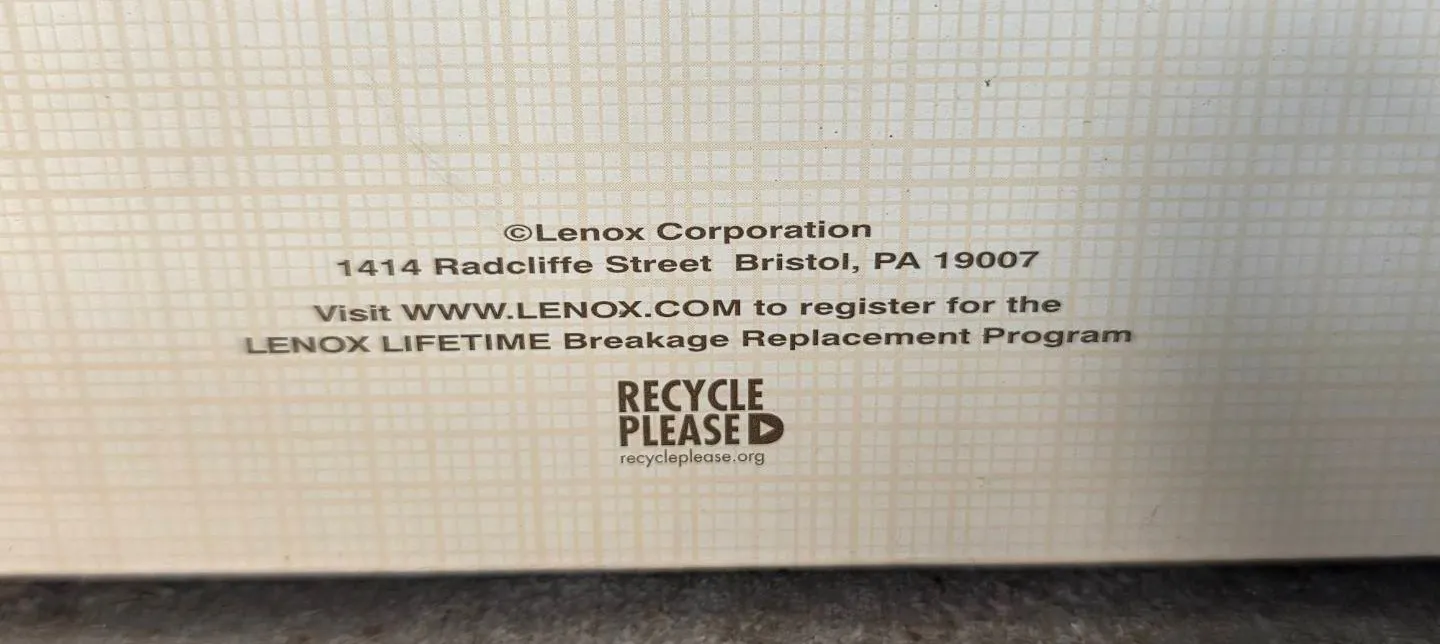 ©Lenox Corporation
1414 Radcliffe Street Bristol, PA 19007
Visit WWW.LENOX.COM to register for the
LENOX LIFETIME Breakage Replacement Program
RECYCLE
PLEASE
recycleplease.org